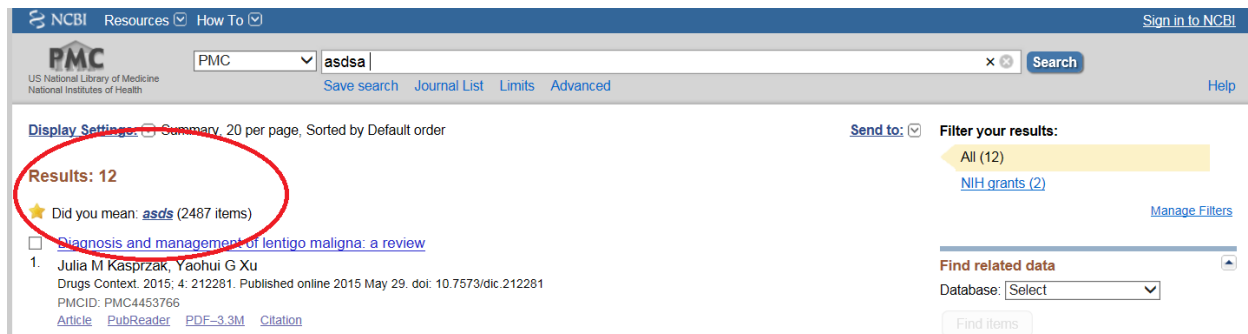 NCBI Resources How To Sign in to NCBI
PMC
US National Library of Medicine
National Institutes of Health
PMC asdsa Search
Save search Journal List Limits Advanced Help
Display Settings: Summary, 20 per page, Sorted by Default order Send to:
Results: 12
Did you mean: asds (2487 items)
Diagnosis and management of lentigo maligna: a review
1. Julia M Kasprzak, Yaohui G Xu
Drugs Context. 2015; 4: 212281. Published online 2015 May 29. doi: 10.7573/dic.212281
PMCID: PMC4453766
Article PubReader PDF–3.3M Citation
Filter your results:
All (12)
NIH grants (2)
Manage Filters
Find related data
Database: Select
Find items